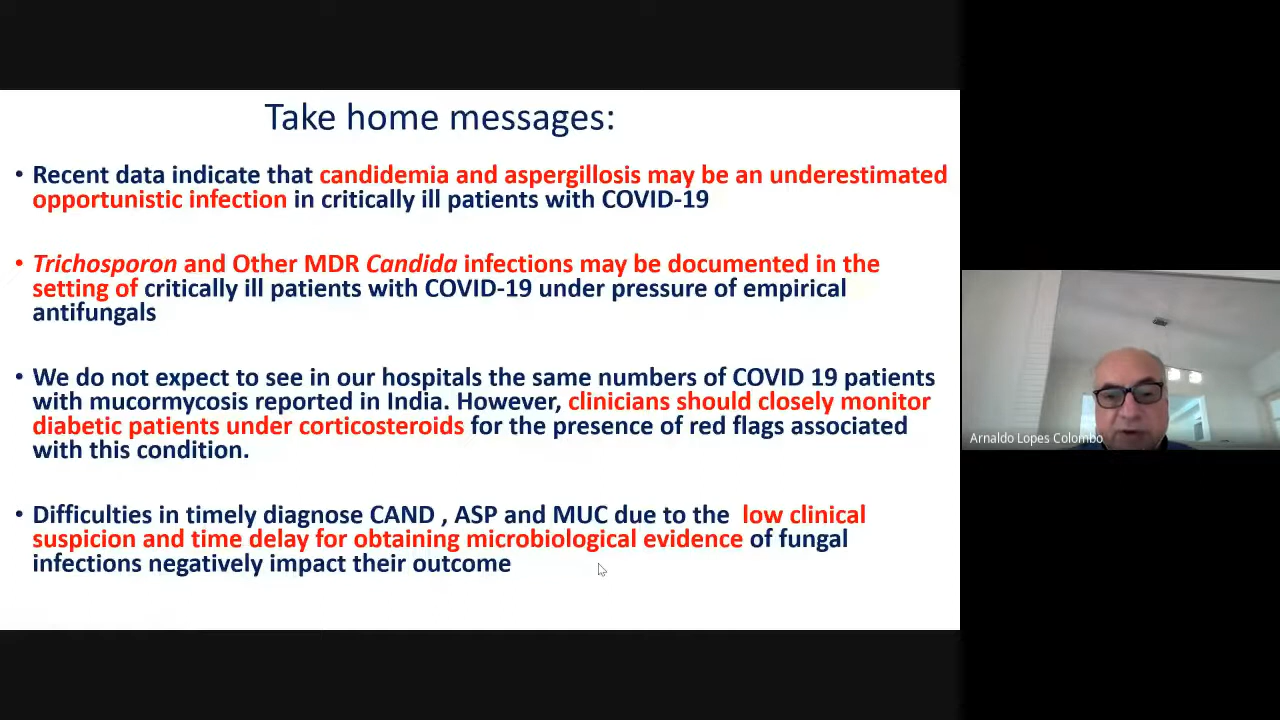 Take home messages:
• Recent data indicate that candidemia and aspergillosis may be an underestimated
opportunistic infection in critically ill patients with COVID-19
• Trichosporon and Other MDR Candida infections may be documented in the
setting of critically ill patients with COVID-19 under pressure of empirical
antifungals
• We do not expect to see in our hospitals the same numbers of COVID 19 patients
with mucormycosis reported in India. However, clinicians should closely monitor
diabetic patients under corticosteroids for the presence of red flags associated
with this condition.
• Difficulties in timely diagnose CAND , ASP and MUC due to the low clinical
suspicion and time delay for obtaining microbiological evidence of fungal
infections negatively impact their outcome
Arnaldo Lopes Colombo